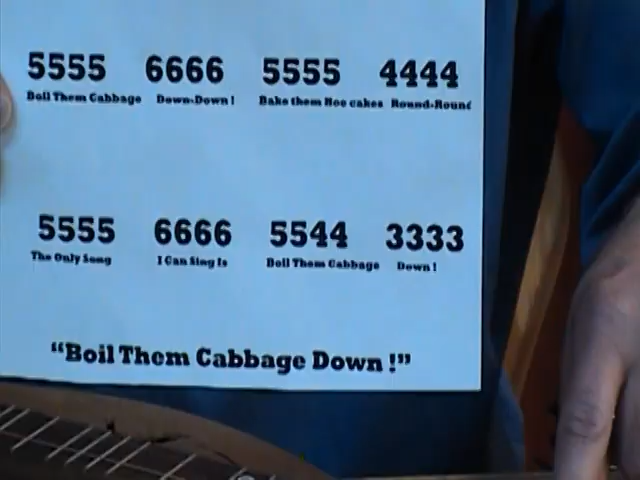 5555 6666 5555 4444
Boil Them Cabbage Down-Down! Bake them Hoe cakes Round-Round
5555 6666 5544 3333
The Only Song I Can Sing Is Boil Them Cabbage Down!
“Boil Them Cabbage Down!”